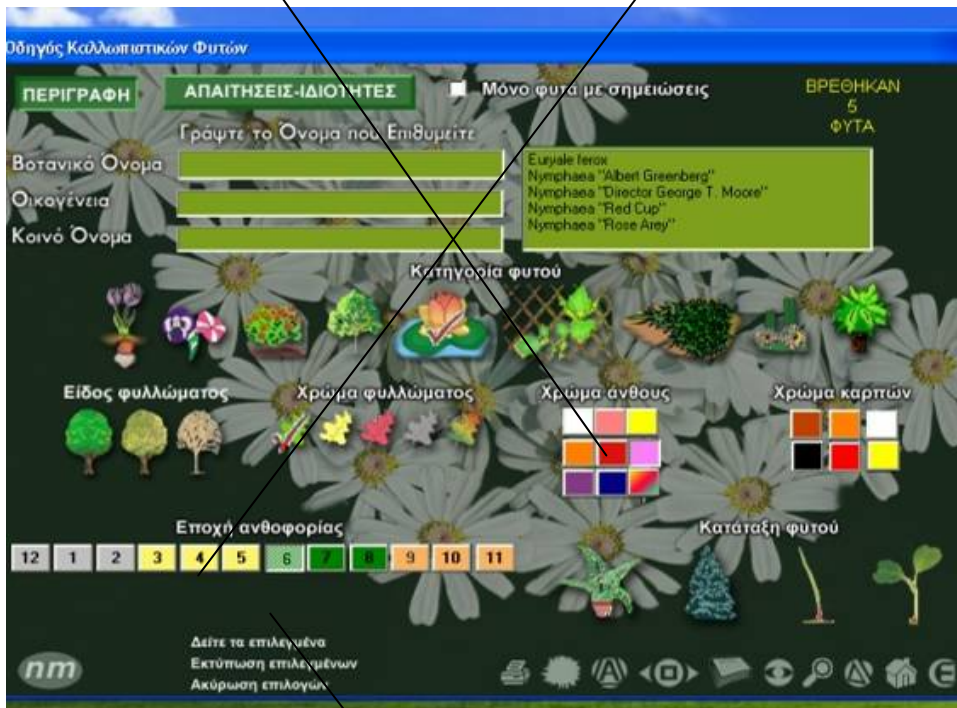 Οδηγός Καλλωπιστικών Φυτών
ΠΕΡΙΓΡΑΦΗ
ΑΠΑΙΤΗΣΕΙΣ-ΙΔΙΟΤΗΤΕΣ
Μόνο φυτά με σημειώσεις
ΒΡΕΘΗΚΑΝ
5
ΦΥΤΑ
Γράψτε το Όνομα που Επιθυμείτε
Βοτανικό Όνομα
Οικογένεια
Κοινό Όνομα
Euryale ferox
Nymphaea "Albert Greenberg"
Nymphaea "Director George T. Moore"
Nymphaea "Red Cup"
Nymphaea "Rose Arey"
Κατηγορία φυτού
Είδος φυλλώματος
Χρώμα φυλλώματος
Χρώμα άνθους
Χρώμα καρπών
Εποχή ανθοφορίας
12 1 2 3 4 5 6 7 8 9 10 11
Κατάταξη φυτού
Δείτε τα επιλεγμένα
Εκτύπωση επιλεγμένων
Ακύρωση επιλογών
nm